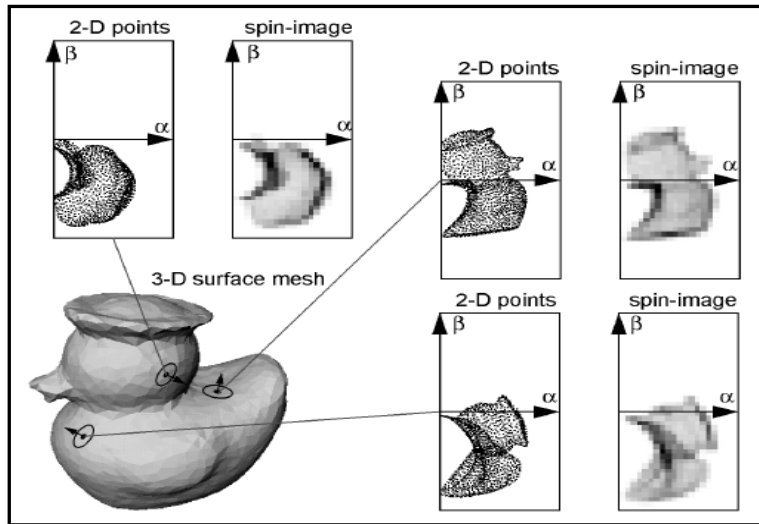 2-D points spin-image
β β
α α
2-D points spin-image
β β
α α
3-D surface mesh
2-D points spin-image
β β
α α